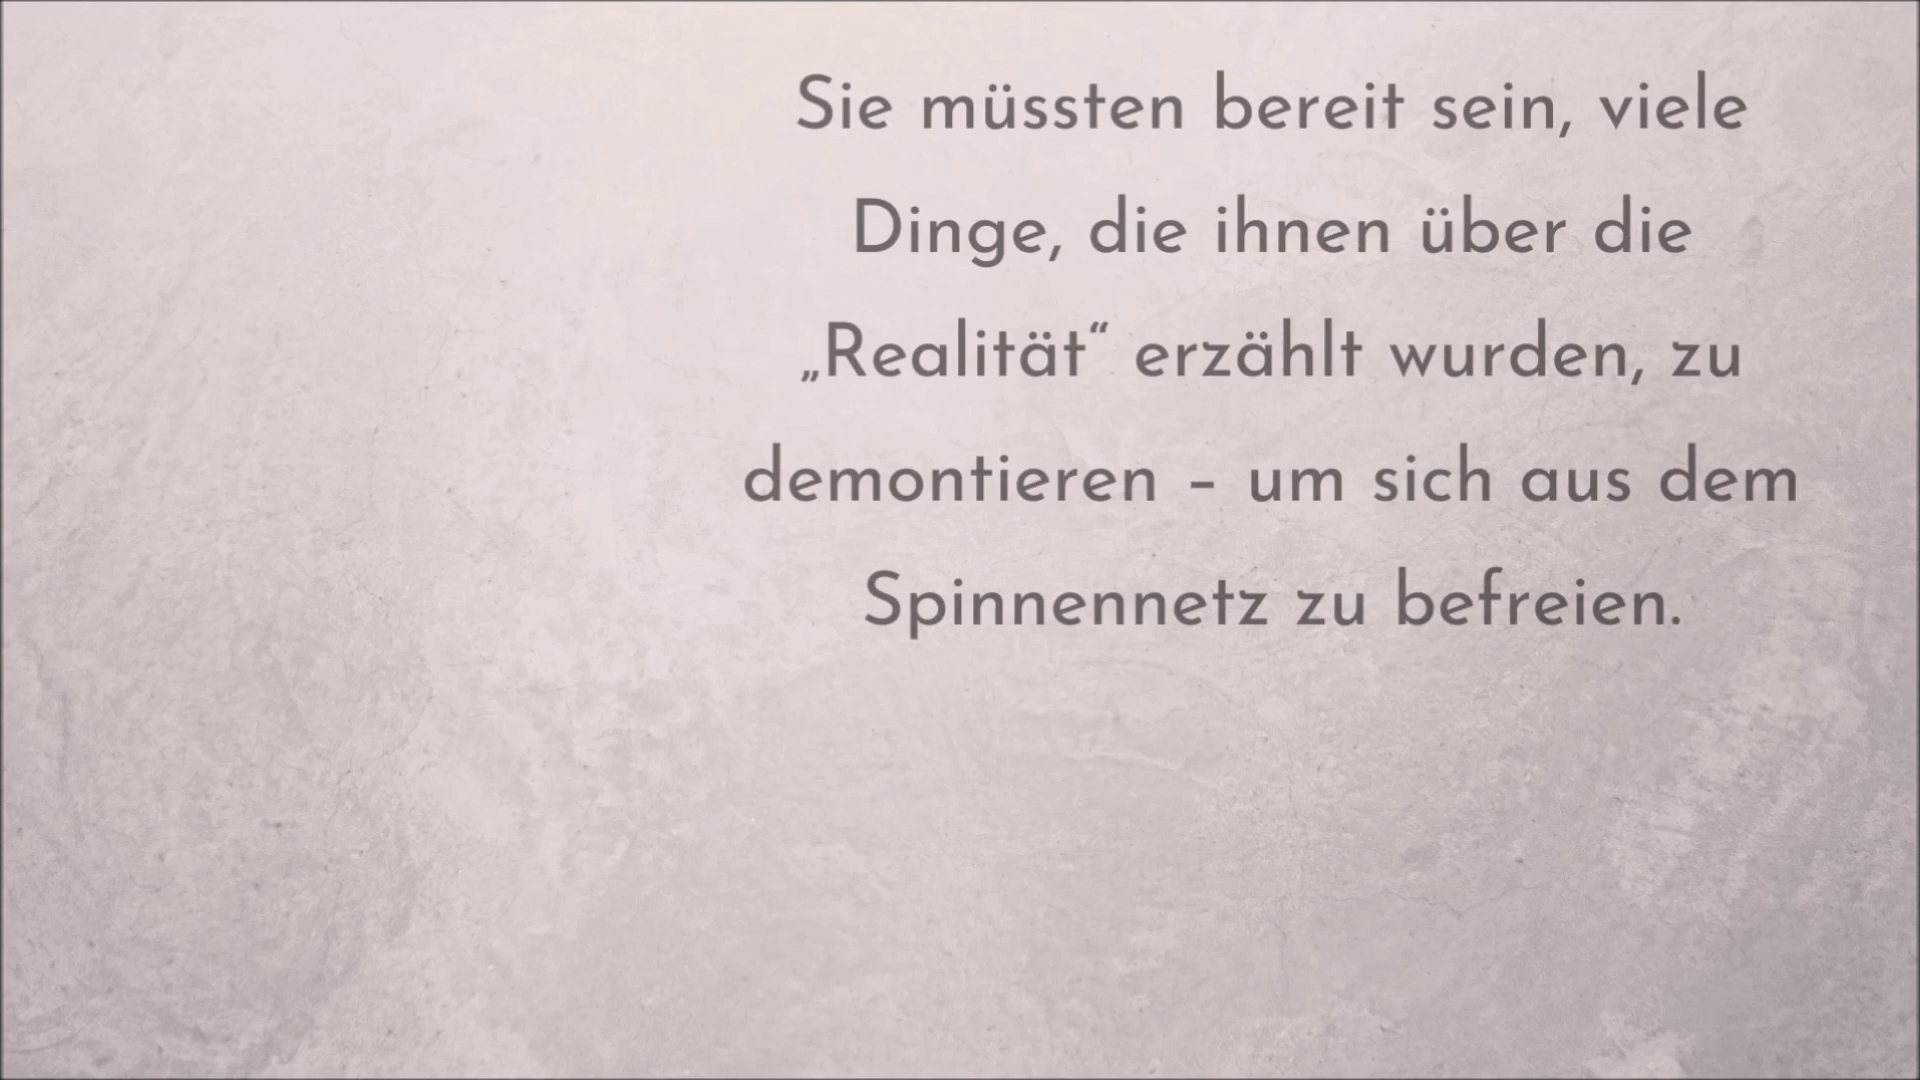 Sie müssten bereit sein, viele
Dinge, die ihnen über die
„Realität“ erzählt wurden, zu
demontieren – um sich aus dem
Spinnennetz zu befreien.